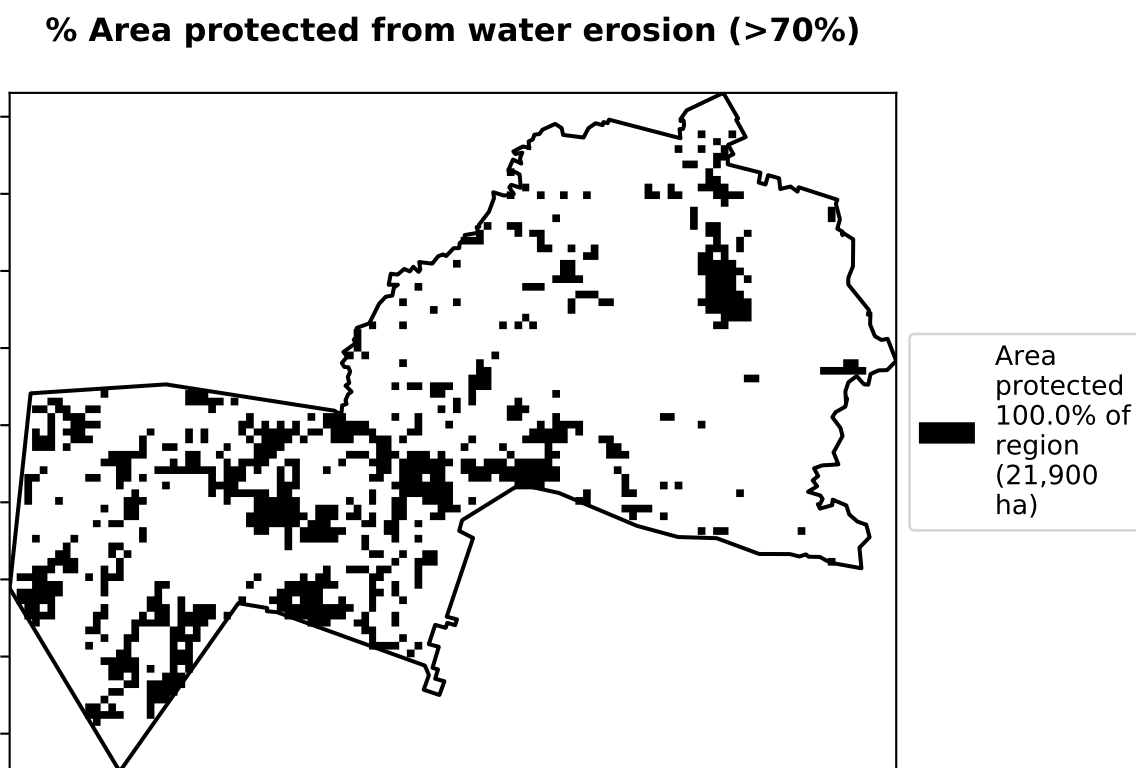 % Area protected from water erosion (>70%)
Area
protected
100.0% of
region
(21,900
ha)